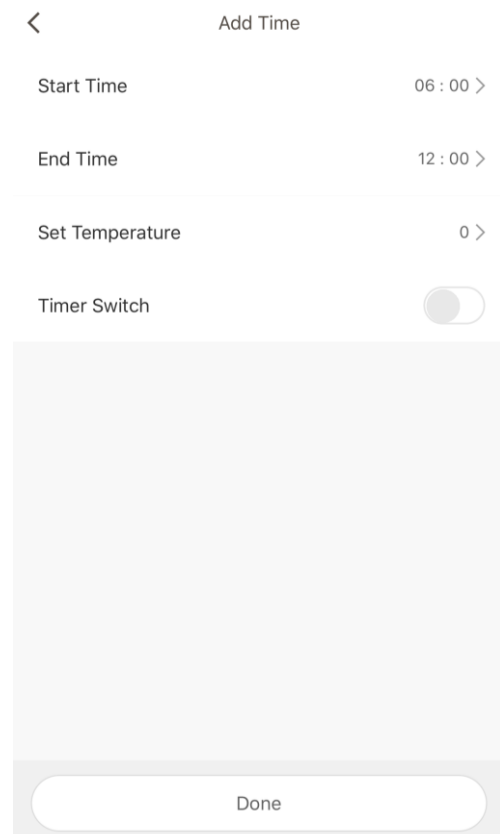 Add Time
Start Time 06 : 00
End Time 12 : 00
Set Temperature 0
Timer Switch
Done